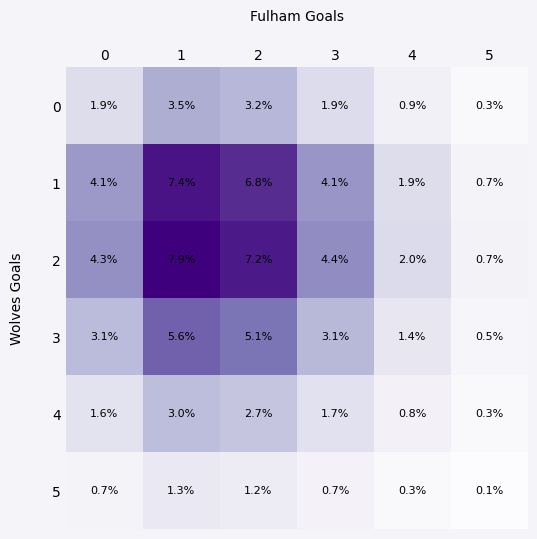 Fulham Goals
0 1 2 3 4 5
0 1.9% 3.5% 3.2% 1.9% 0.9% 0.3%
1 4.1% 7.4% 6.8% 4.1% 1.9% 0.7%
2 4.3% 7.9% 7.2% 4.4% 2.0% 0.7%
3 3.1% 5.6% 5.1% 3.1% 1.4% 0.5%
4 1.6% 3.0% 2.7% 1.7% 0.8% 0.3%
5 0.7% 1.3% 1.2% 0.7% 0.3% 0.1%
Wolves Goals